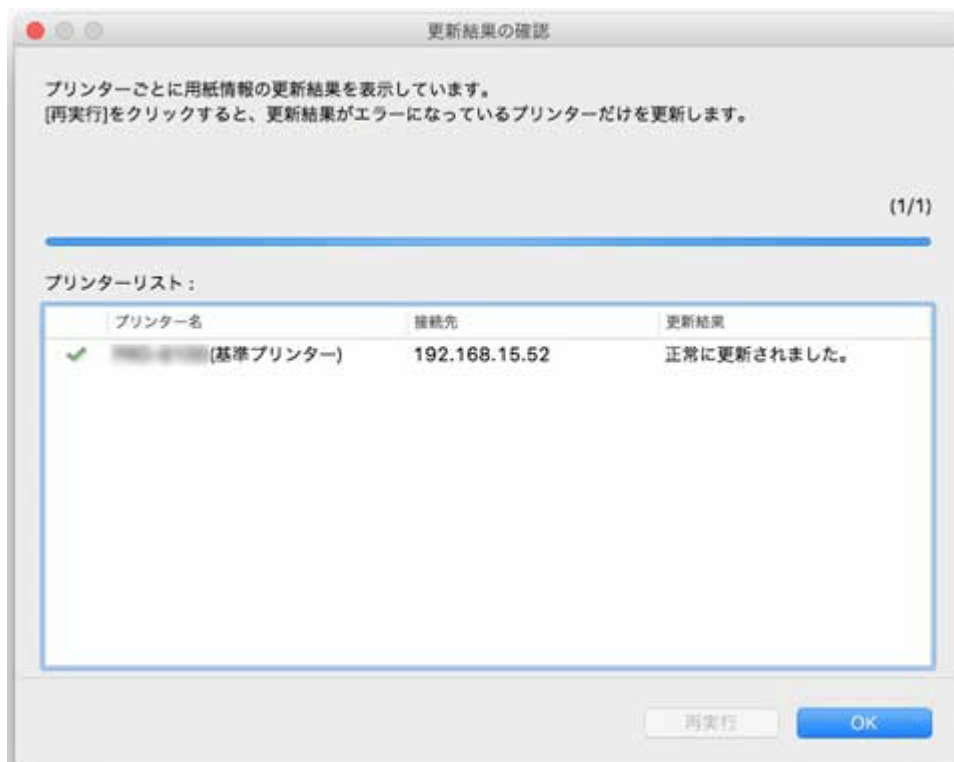 更新結果の確認
プリンターごとに用紙情報の更新結果を表示しています。
[再実行]をクリックすると、更新結果がエラーになっているプリンターだけを更新します。
(1/1)
プリンターリスト：
プリンター名 接続先 更新結果
(基準プリンター) 192.168.15.52 正常に更新されました。
再実行 OK